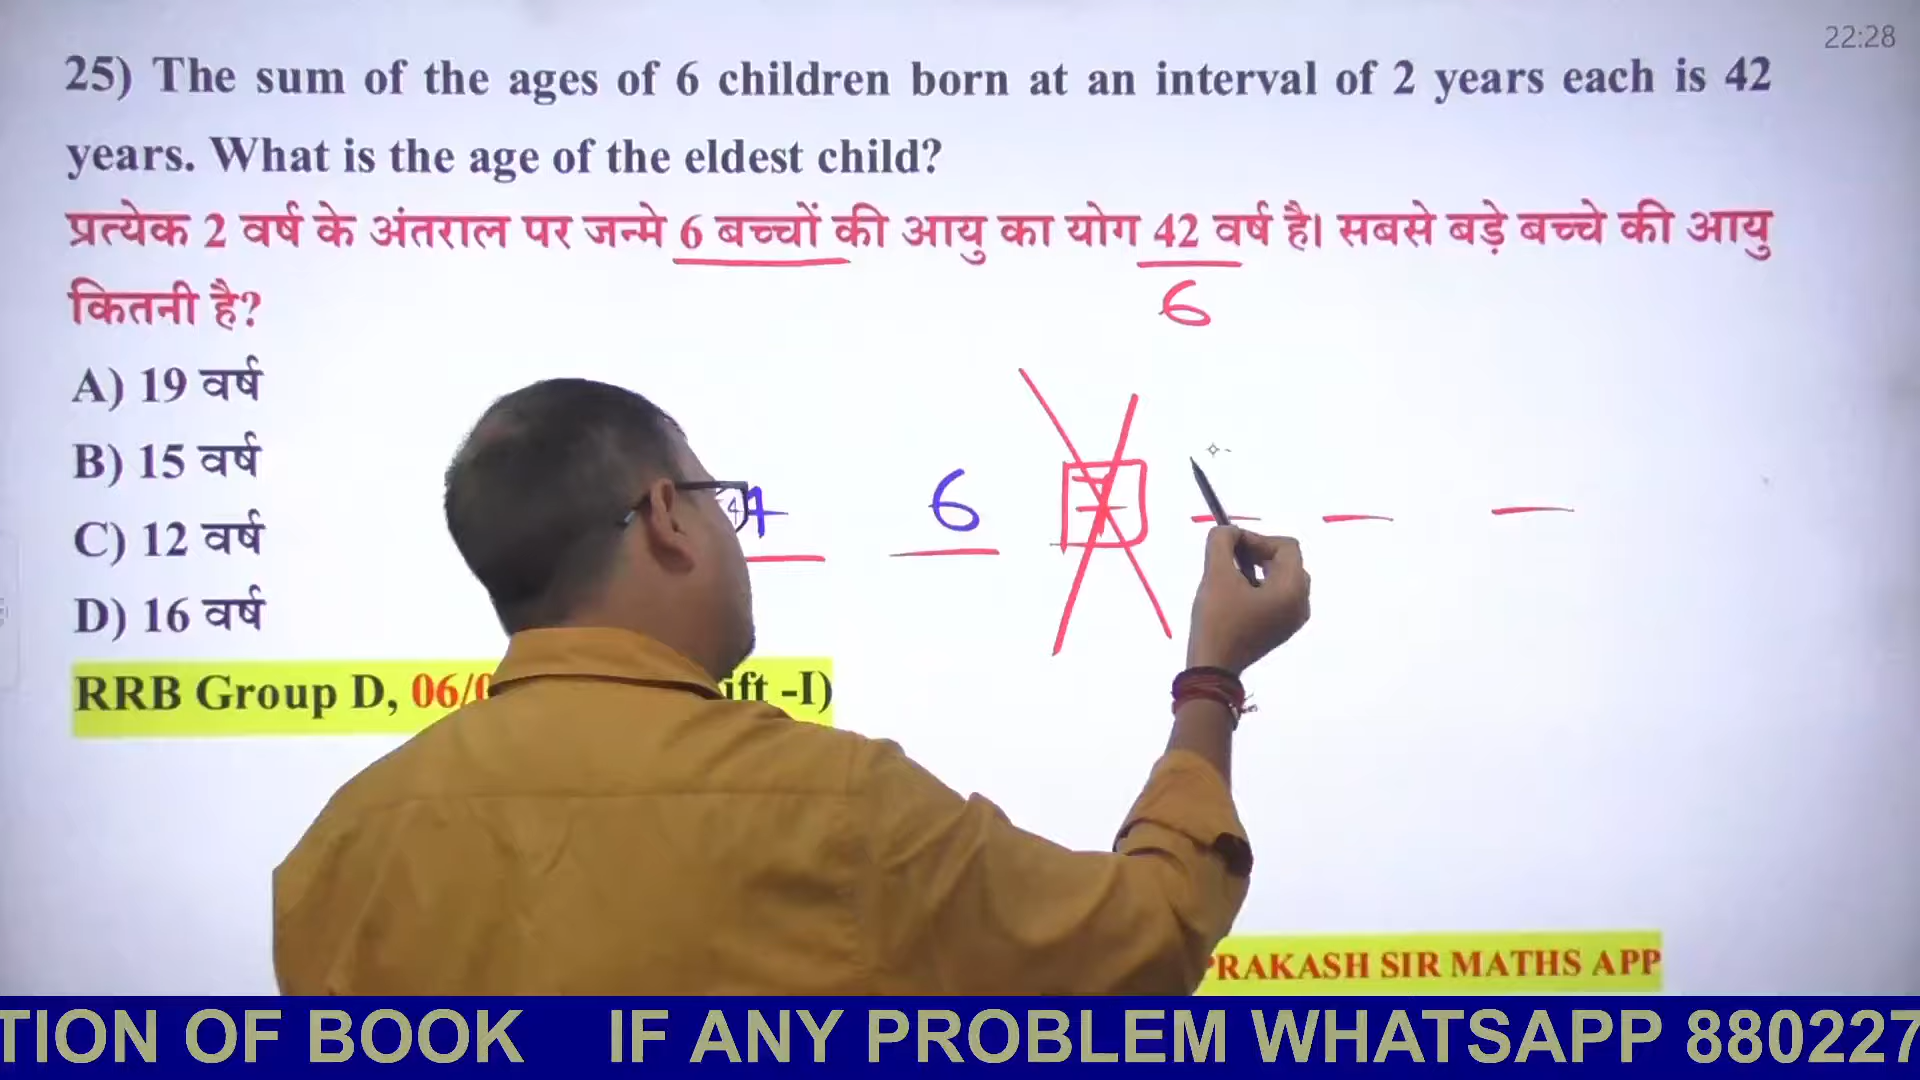 22:28
25) The sum of the ages of 6 children born at an interval of 2 years each is 42
years. What is the age of the eldest child?
प्रत्येक 2 वर्ष के अंतराल पर जन्मे 6 बच्चों की आयु का योग 42 वर्ष है। सबसे बड़े बच्चे की आयु
कितनी है?
6
A) 19 वर्ष
B) 15 वर्ष
6 7
C) 12 वर्ष
D) 16 वर्ष
RRB Group D, 06/ -I)
PRAKASH SIR MATHS APP
TION OF BOOK IF ANY PROBLEM WHATSAPP 880227